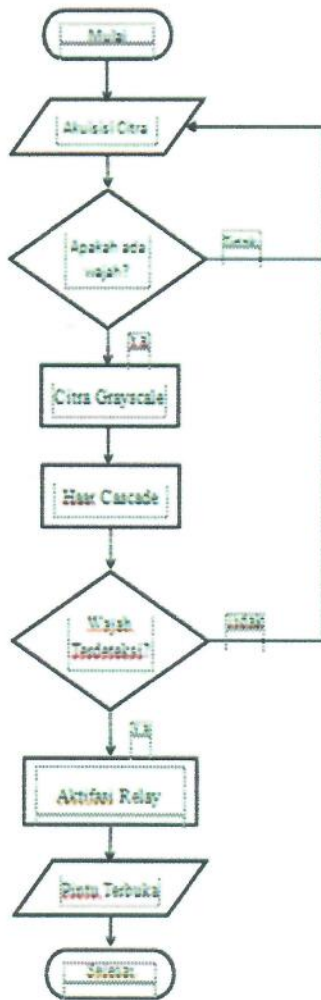 Mulai
Akuisisi Citra
Apakah ada
wajah?
Ya
Citra Grayscale
Haar Cascade
Wajah
Terdeteksi?
Tidak
Ya
Aktifasi Relay
Pintu Terbuka
Selesai